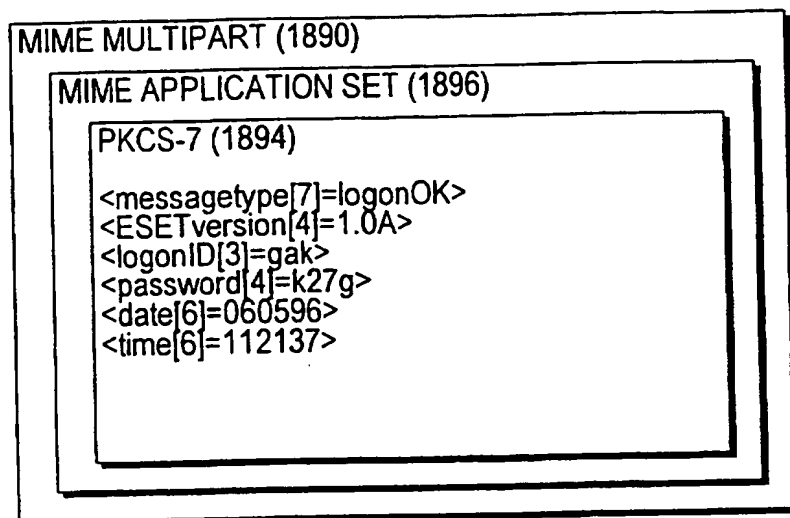 MIME MULTIPART (1890)
MIME APPLICATION SET (1896)
PKCS-7 (1894)
<messagetype[7]=logonOK>
<ESETversion[4]=1.0A>
<logonID[3]=gak>
<password[4]=k27g>
<date[6]=060596>
<time[6]=112137>